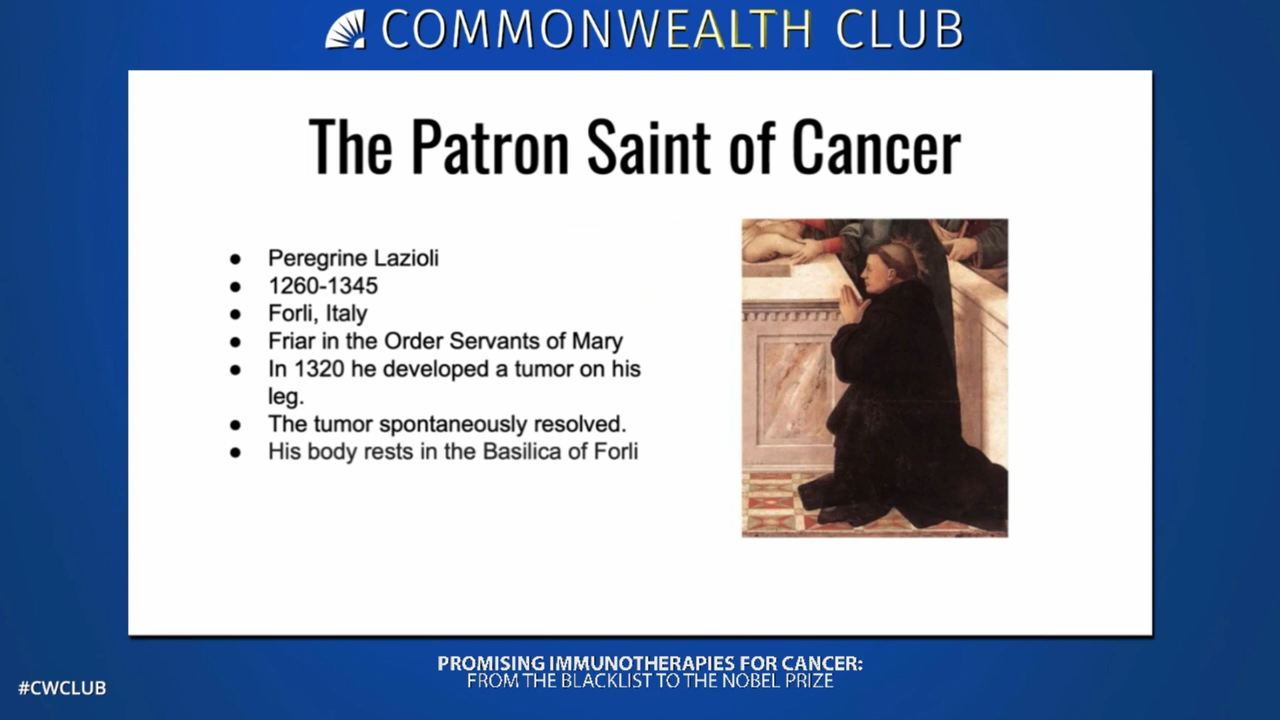 COMMONWEALTH CLUB
The Patron Saint of Cancer
● Peregrine Lazioli
● 1260-1345
● Forli, Italy
● Friar in the Order Servants of Mary
● In 1320 he developed a tumor on his
leg.
● The tumor spontaneously resolved.
● His body rests in the Basilica of Forli
PROMISING IMMUNOTHERAPIES FOR CANCER:
FROM THE BLACKLIST TO THE NOBEL PRIZE
#CWCLUB